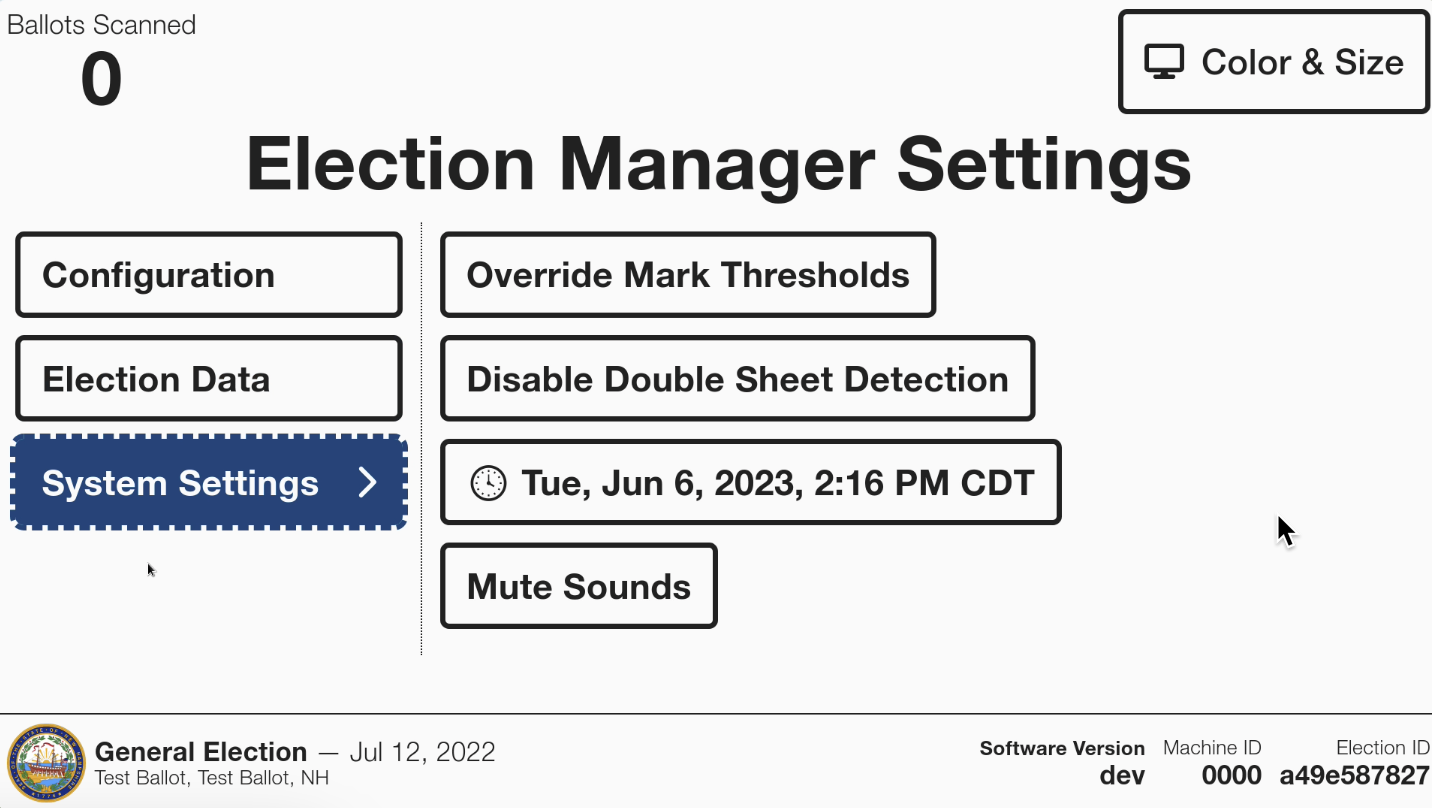 Ballots Scanned
0
Color & Size
Election Manager Settings
Configuration
Election Data
System Settings
Override Mark Thresholds
Disable Double Sheet Detection
Tue, Jun 6, 2023, 2:16 PM CDT
Mute Sounds
General Election — Jul 12, 2022
Test Ballot, Test Ballot, NH
Software Version
dev
Machine ID
0000
Election ID
a49e587827